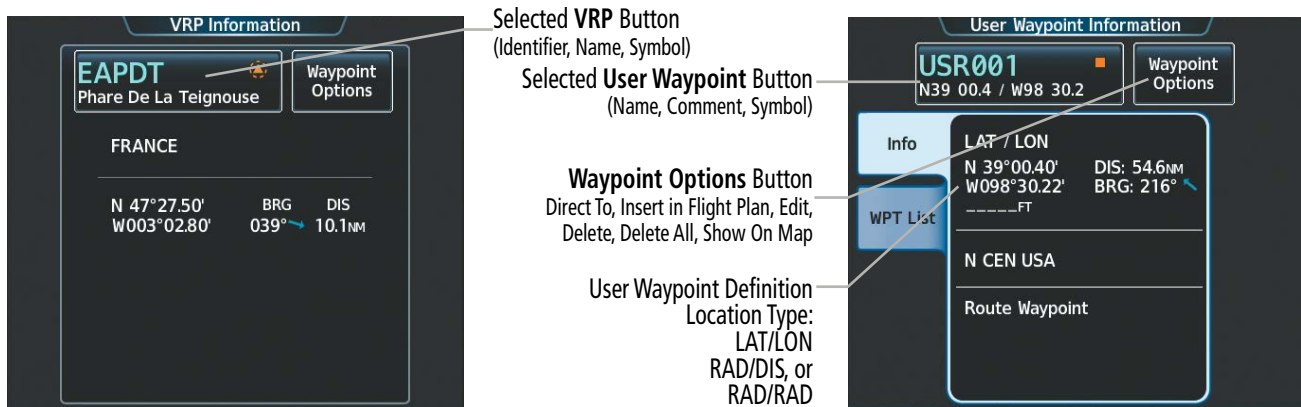 VRP Information
EAPDT
Phare De La Teignouse
Waypoint
Options
FRANCE
N 47°27.50'
W003°02.80'
BRG
039°
DIS
10.1NM
Selected VRP Button
(Identifier, Name, Symbol)
Selected User Waypoint Button
(Name, Comment, Symbol)
Waypoint Options Button
Direct To, Insert in Flight Plan, Edit,
Delete, Delete All, Show On Map
User Waypoint Definition
Location Type:
LAT/LON
RAD/DIS, or
RAD/RAD
User Waypoint Information
USR001
N39 00.4 / W98 30.2
Waypoint
Options
Info
WPT List
LAT / LON
N 39°00.40'
W098°30.22'
_____FT
DIS: 54.6NM
BRG: 216°
N CEN USA
Route Waypoint